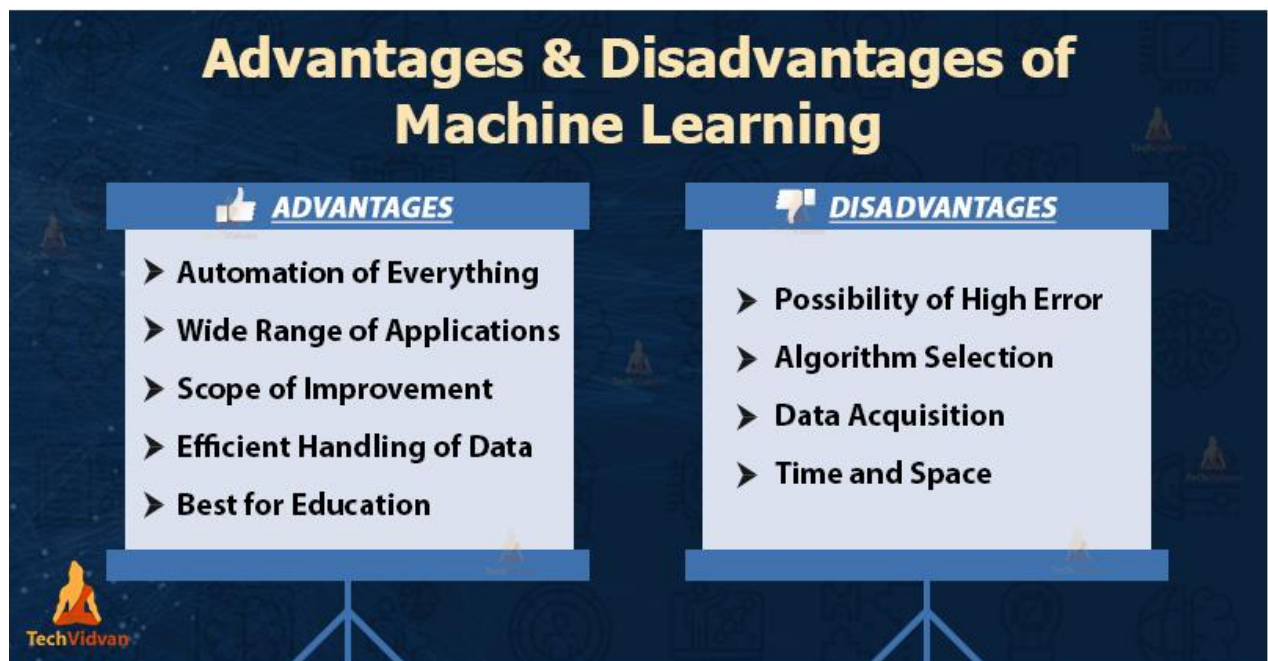 Advantages & Disadvantages of
Machine Learning
ADVANTAGES
Automation of Everything
Wide Range of Applications
Scope of Improvement
Efficient Handling of Data
Best for Education
DISADVANTAGES
Possibility of High Error
Algorithm Selection
Data Acquisition
Time and Space
TechVidvan